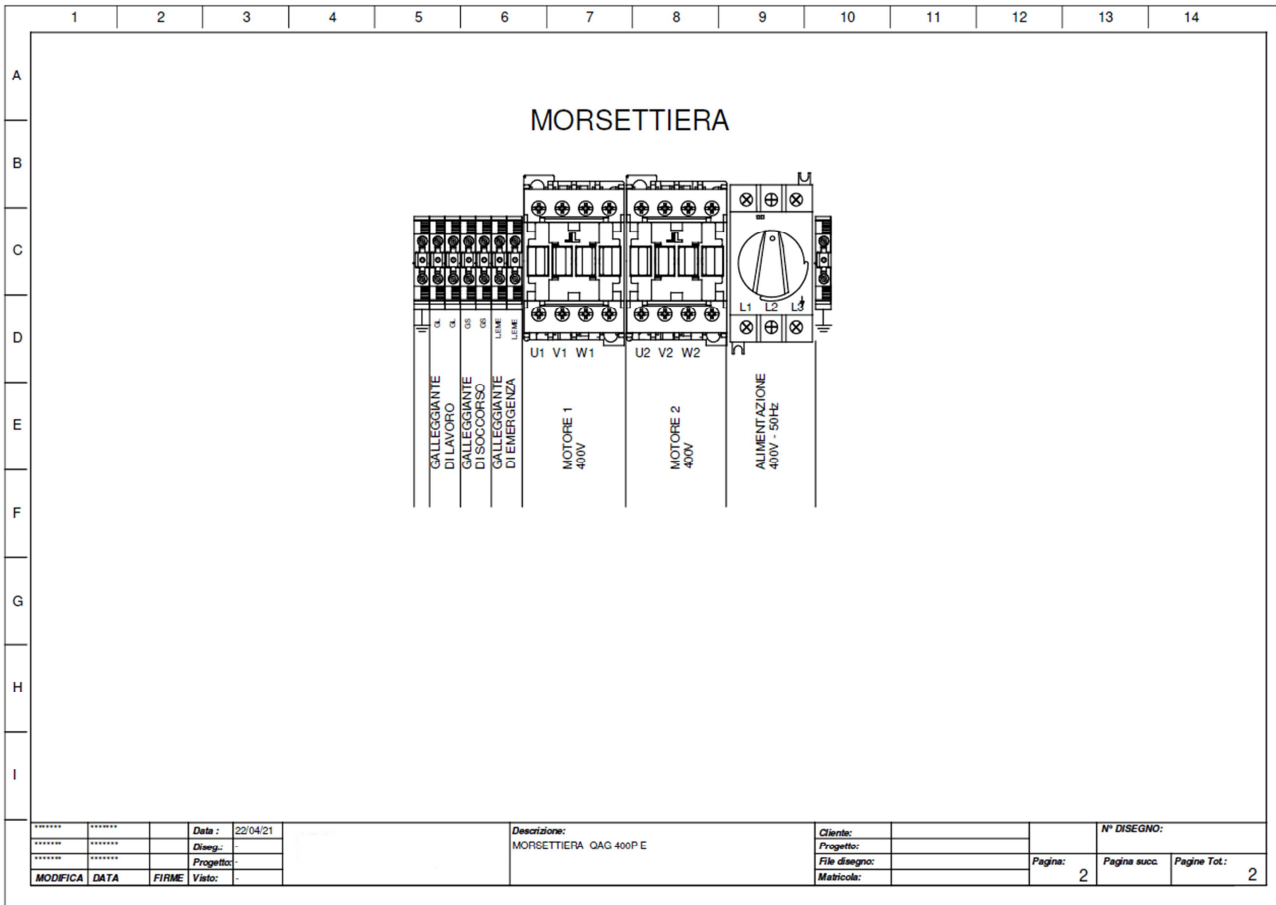 1 2 3 4 5 6 7 8 9 10 11 12 13 14
A
B
C
D
E
F
G
H
I
MORSETTIERA
L1 L2 L3
GL GL GS GS LEME LEME
U1 V1 W1
U2 V2 W2
GALLEGGIANTE
DI LAVORO
GALLEGGIANTE
DI SOCCORSO
GALLEGGIANTE
DI EMERGENZA
MOTORE 1
400V
MOTORE 2
400V
ALIMENTAZIONE
400V - 50Hz
******* *******
******* *******
******* *******
MODIFICA DATA FIRME
Data : 22/04/21
Diseg.: -
Progetto: -
Visto: -
Descrizione:
MORSETTIERA QAG 400P E
Cliente:
Progetto:
File disegno:
Matricola:
N° DISEGNO:
Pagina: 2
Pagina succ.
Pagine Tot.: 2